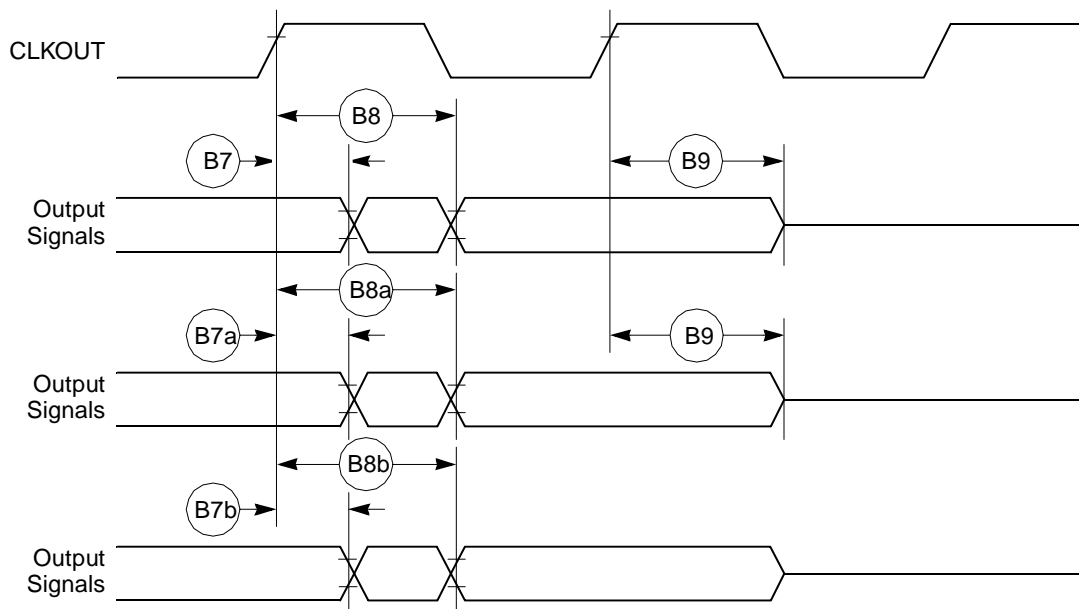 CLKOUT
B8
B7
B9
Output
Signals
B8a
B7a
B9
Output
Signals
B8b
B7b
Output
Signals